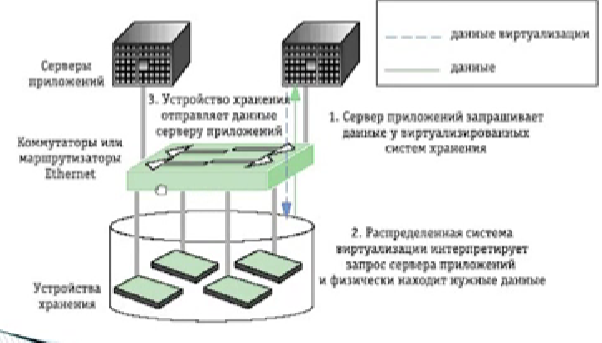 данные виртуализации
данные
Серверы
приложений
3. Устройство хранения
отправляет данные
серверу приложений
1. Сервер приложений запрашивает
данные у виртуализированных
систем хранения
Коммутаторы или
маршрутизаторы
Ethernet
2. Распределенная система
виртуализации интерпретирует
запрос сервера приложений
и физически находит нужные данные
Устройства
хранения